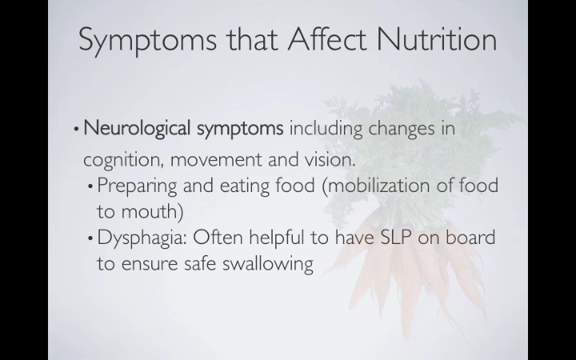 Symptoms that Affect Nutrition
• Neurological symptoms including changes in
cognition, movement and vision.
• Preparing and eating food (mobilization of food
to mouth)
• Dysphagia: Often helpful to have SLP on board
to ensure safe swallowing